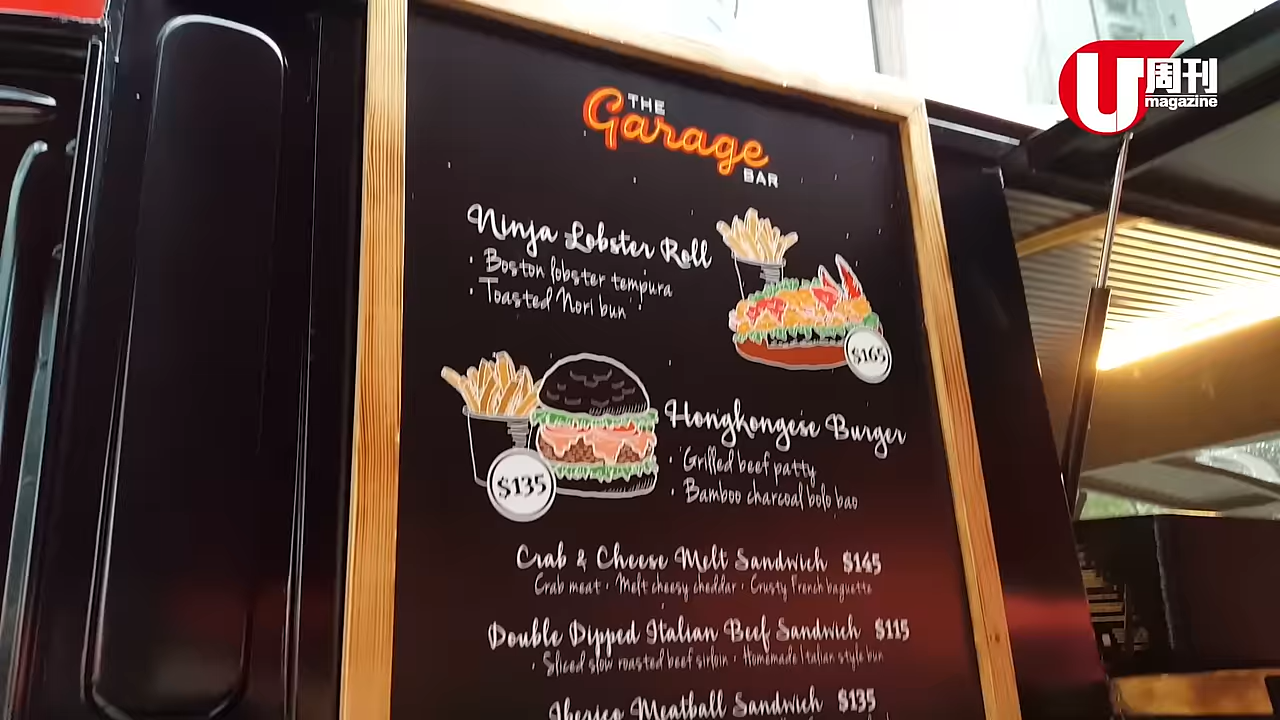 U周刊
magazine
THE
Garage
BAR
Ninja Lobster Roll
· Boston lobster tempura
· Toasted Nori bun
$165
Hongkongese Burger
· Grilled beef patty
· Bamboo charcoal bolo bao
$135
Crab & Cheese Melt Sandwich $145
Crab meat · Melt cheesy cheddar · Crusty French baguette
Double Dipped Italian Beef Sandwich $115
· Sliced slow roasted beef sirloin · Homemade Italian style bun
Iberico Meatball Sandwich $135